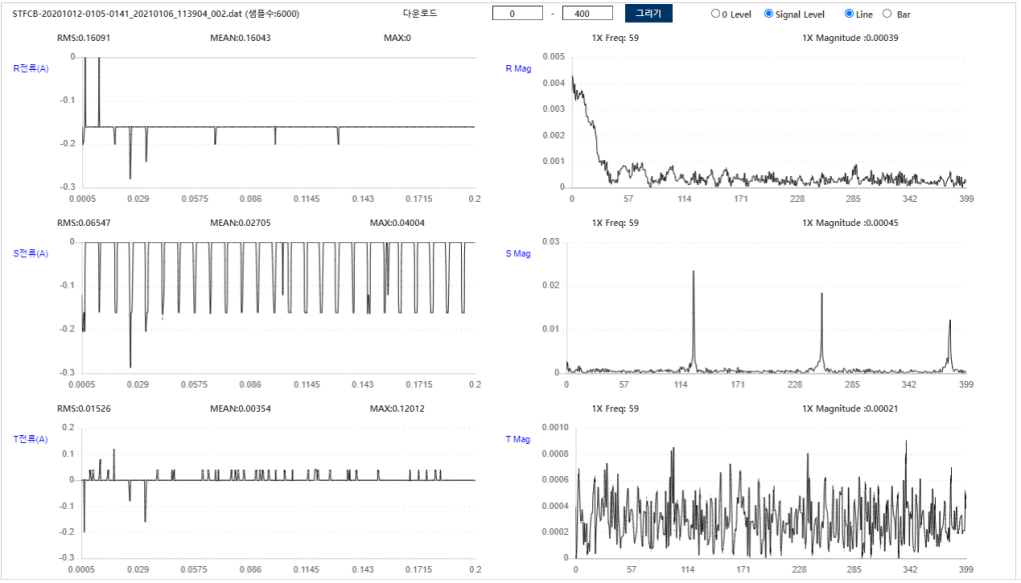 STFCB-20201012-0105-0141_20210106_113904_002.dat (샘플수:6000) 다운로드 0 - 400 그리기 0 Level Signal Level Line Bar
RMS:0.16091 MEAN:0.16043 MAX:0 1X Freq: 59 1X Magnitude :0.00039
R전류(A)
0
-0.1
-0.2
-0.3
0.0005 0.029 0.0575 0.086 0.1145 0.143 0.1715 0.2
R Mag
0.005
0.004
0.003
0.002
0.001
0
0 57 114 171 228 285 342 399
RMS:0.06547 MEAN:0.02705 MAX:0.04004 1X Freq: 59 1X Magnitude :0.00045
S전류(A)
0
-0.1
-0.2
-0.3
0.0005 0.029 0.0575 0.086 0.1145 0.143 0.1715 0.2
S Mag
0.03
0.02
0.01
0
0 57 114 171 228 285 342 399
RMS:0.01526 MEAN:0.00354 MAX:0.12012 1X Freq: 59 1X Magnitude :0.00021
T전류(A)
0.2
0.1
0
-0.1
-0.2
-0.3
0.0005 0.029 0.0575 0.086 0.1145 0.143 0.1715 0.2
T Mag
0.0010
0.0008
0.0006
0.0004
0.0002
0
0 57 114 171 228 285 342 399